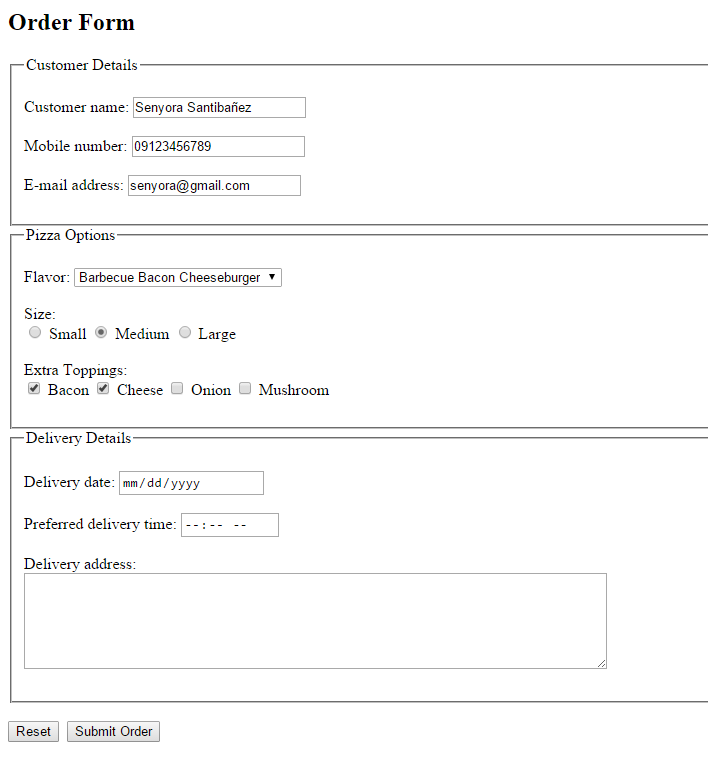 Order Form
Customer Details
Customer name: Senyora Santibañez
Mobile number: 09123456789
E-mail address: senyora@gmail.com
Pizza Options
Flavor: Barbecue Bacon Cheeseburger
Size:
Small Medium Large
Extra Toppings:
Bacon Cheese Onion Mushroom
Delivery Details
Delivery date: mm/dd/yyyy
Preferred delivery time: --:-- --
Delivery address:
Reset Submit Order